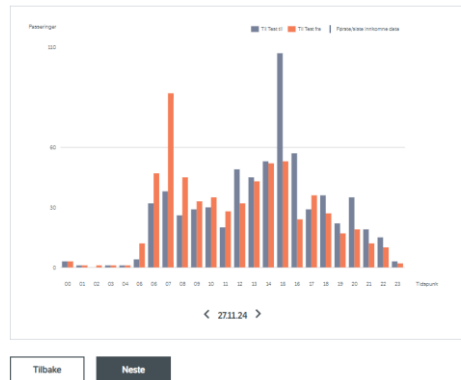 Passeringer
Til Test til Til Test fra Første/siste innkomne data
110
60
30
0
00 01 02 03 04 05 06 07 08 09 10 11 12 13 14 15 16 17 18 19 20 21 22 23 Tidspunkt
27.11.24
Tilbake Neste